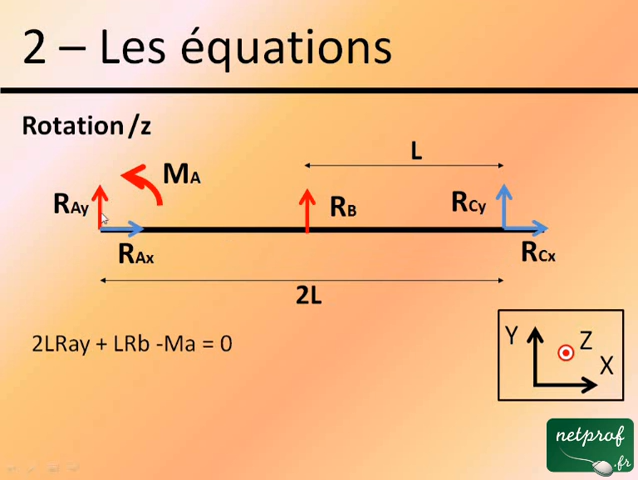 2 – Les équations
Rotation /z
L
MA
RAy
RB
RCy
RAx
RCx
2L
2LRay + LRb -Ma = 0
Y
Z
X
netprof
.fr